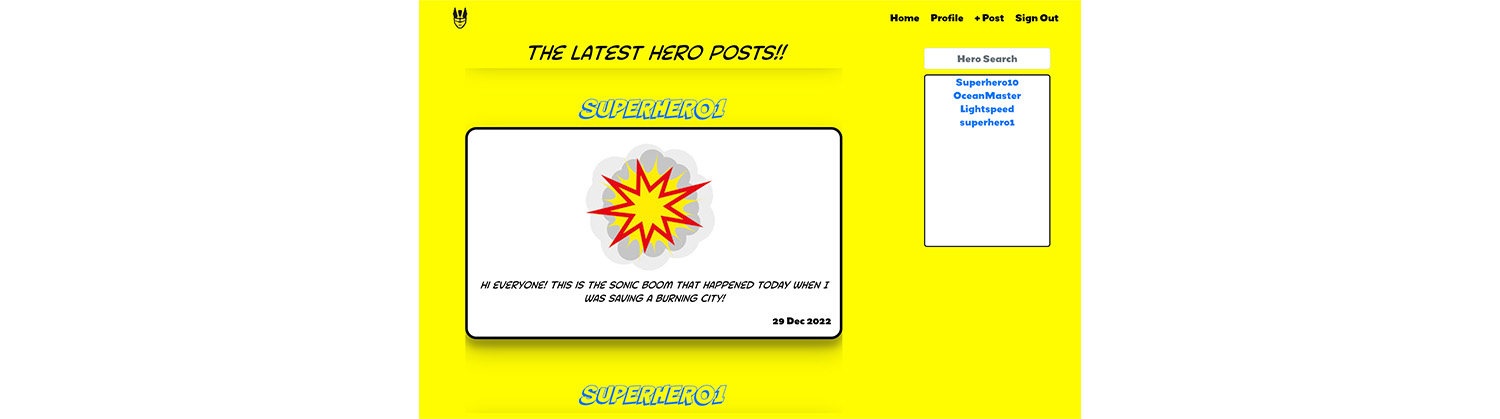 Home Profile + Post Sign Out
THE LATEST HERO POSTS!!
Hero Search
Superhero10
OceanMaster
Lightspeed
superhero1
SUPERHERO1
HI EVERYONE! THIS IS THE SONIC BOOM THAT HAPPENED TODAY WHEN I
WAS SAVING A BURNING CITY!
29 Dec 2022
SUPERHERO1